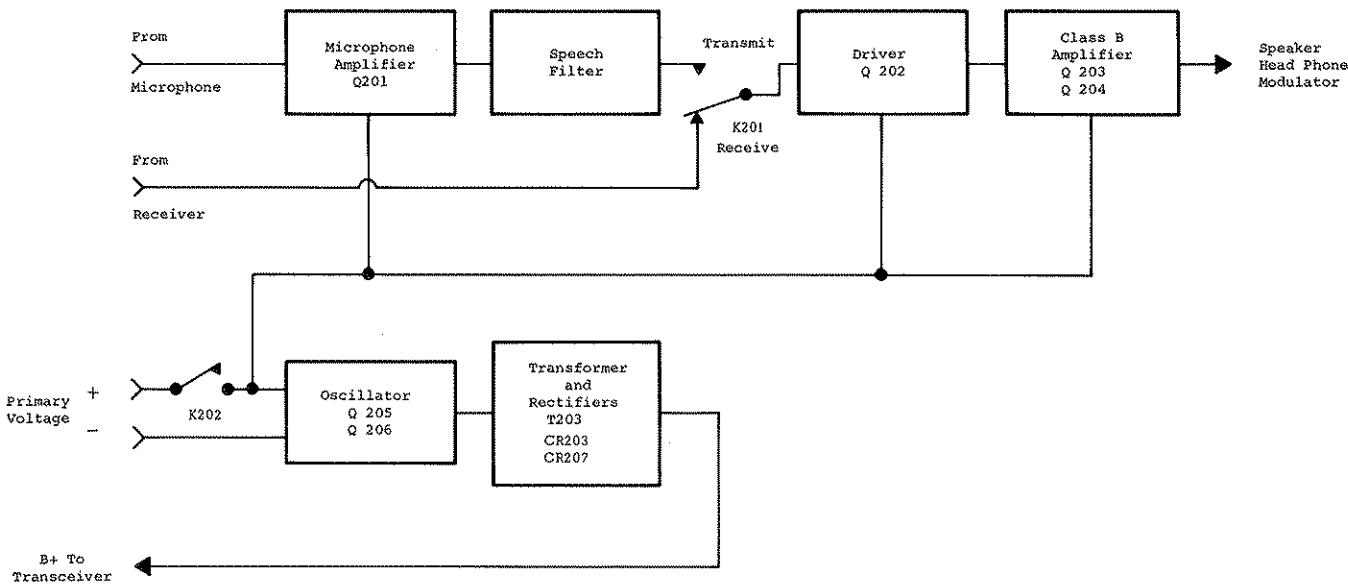 From
Microphone
Microphone
Amplifier
Q201
Speech
Filter
Transmit
K201
Receive
Driver
Q 202
Class B
Amplifier
Q 203
Q 204
Speaker
Head Phone
Modulator
From
Receiver
Primary
Voltage
+
−
K202
Oscillator
Q 205
Q 206
Transformer
and
Rectifiers
T203
CR203
CR207
B+ To
Transceiver